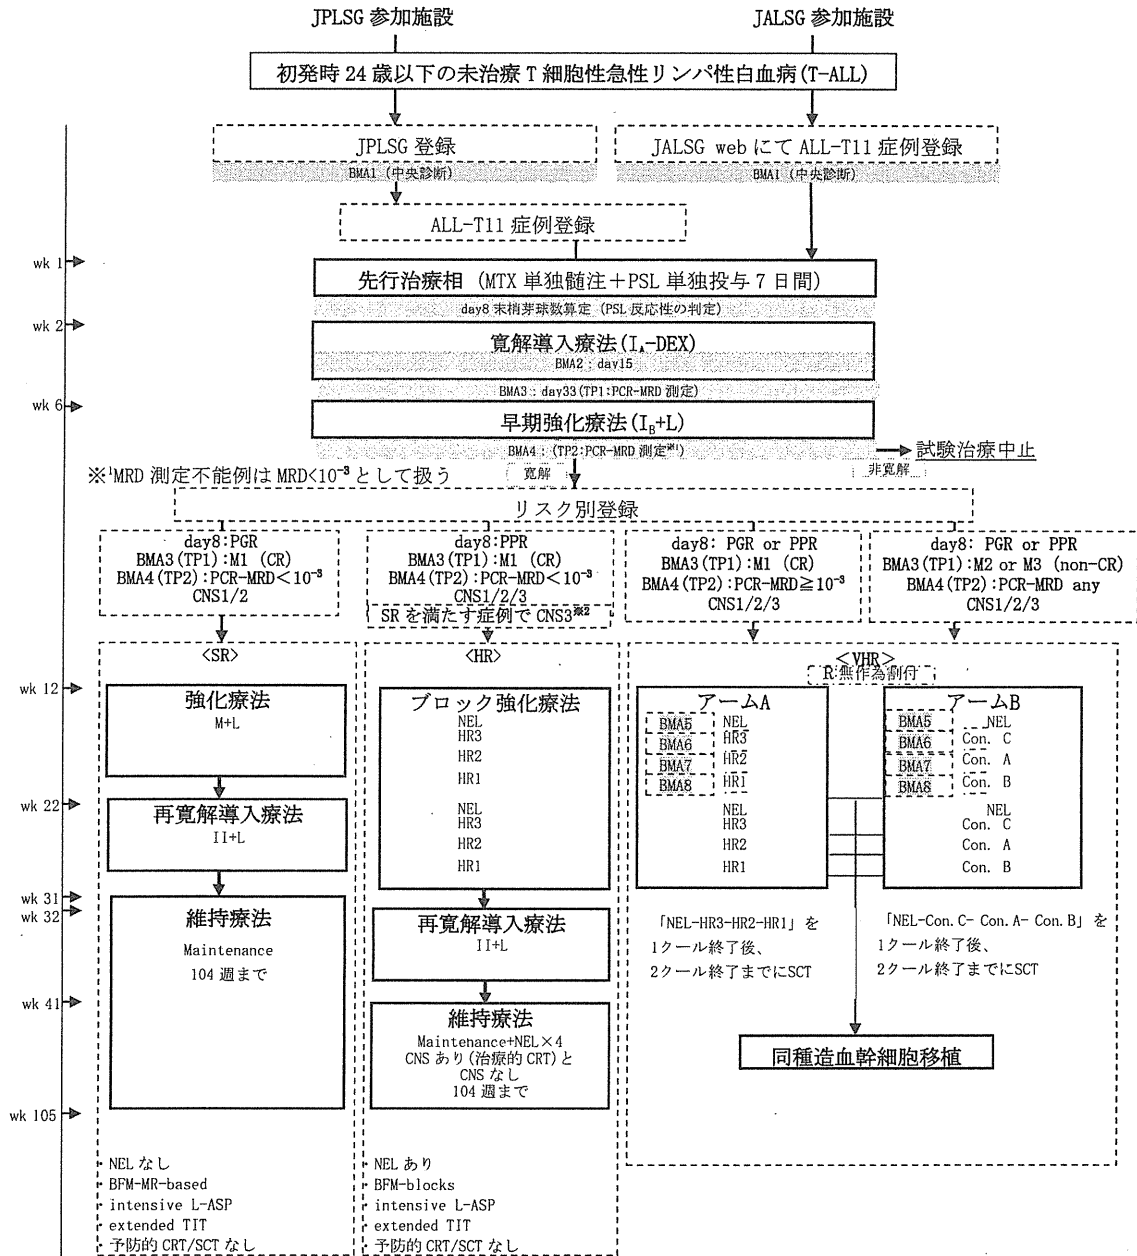 JPLSG 参加施設
JALSG 参加施設
初発時 24 歳以下の未治療 T 細胞性急性リンパ性白血病(T-ALL)
JPLSG 登録
BMA1 (中央診断)
JALSG web にて ALL-T11 症例登録
BMA1 (中央診断)
ALL-T11 症例登録
wk 1
先行治療相 (MTX 単独髄注＋PSL 単独投与 7 日間)
day8 末梢芽球数算定 (PSL 反応性の判定)
wk 2
寛解導入療法(I_A-DEX)
BMA2 : day15
BMA3 : day33(TP1:PCR-MRD 測定)
wk 6
早期強化療法(I_B+L)
BMA4 : (TP2:PCR-MRD 測定※1)
試験治療中止
※¹MRD 測定不能例は MRD<10⁻³ として扱う
寛解
非寛解
リスク別登録
day8:PGR
BMA3(TP1):M1 (CR)
BMA4(TP2):PCR-MRD<10⁻³
CNS1/2
day8:PPR
BMA3(TP1):M1 (CR)
BMA4(TP2):PCR-MRD<10⁻³
CNS1/2/3
SR を満たす症例で CNS3※2
day8: PGR or PPR
BMA3(TP1):M1 (CR)
BMA4(TP2):PCR-MRD≧10⁻³
CNS1/2/3
day8: PGR or PPR
BMA3(TP1):M2 or M3 (non-CR)
BMA4(TP2):PCR-MRD any
CNS1/2/3
<SR>
<HR>
<VHR>
R:無作為割付
wk 12
強化療法
M+L
ブロック強化療法
NEL
HR3
HR2
HR1
NEL
HR3
HR2
HR1
アームA
BMA5
BMA6
BMA7
BMA8
NEL
HR3
HR2
HR1
NEL
HR3
HR2
HR1
アームB
BMA5
BMA6
BMA7
BMA8
NEL
Con. C
Con. A
Con. B
NEL
Con. C
Con. A
Con. B
wk 22
再寛解導入療法
II+L
wk 31
wk 32
維持療法
Maintenance
104 週まで
再寛解導入療法
II+L
「NEL-HR3-HR2-HR1」を
1クール終了後、
2クール終了までにSCT
「NEL-Con. C- Con. A- Con. B」を
1クール終了後、
2クール終了までにSCT
wk 41
維持療法
Maintenance+NEL×4
CNS あり(治療的 CRT)と
CNS なし
104 週まで
同種造血幹細胞移植
wk 105
· NEL なし
· BFM-MR-based
· intensive L-ASP
· extended TIT
· 予防的 CRT/SCT なし
· NEL あり
· BFM-blocks
· intensive L-ASP
· extended TIT
· 予防的 CRT/SCT なし